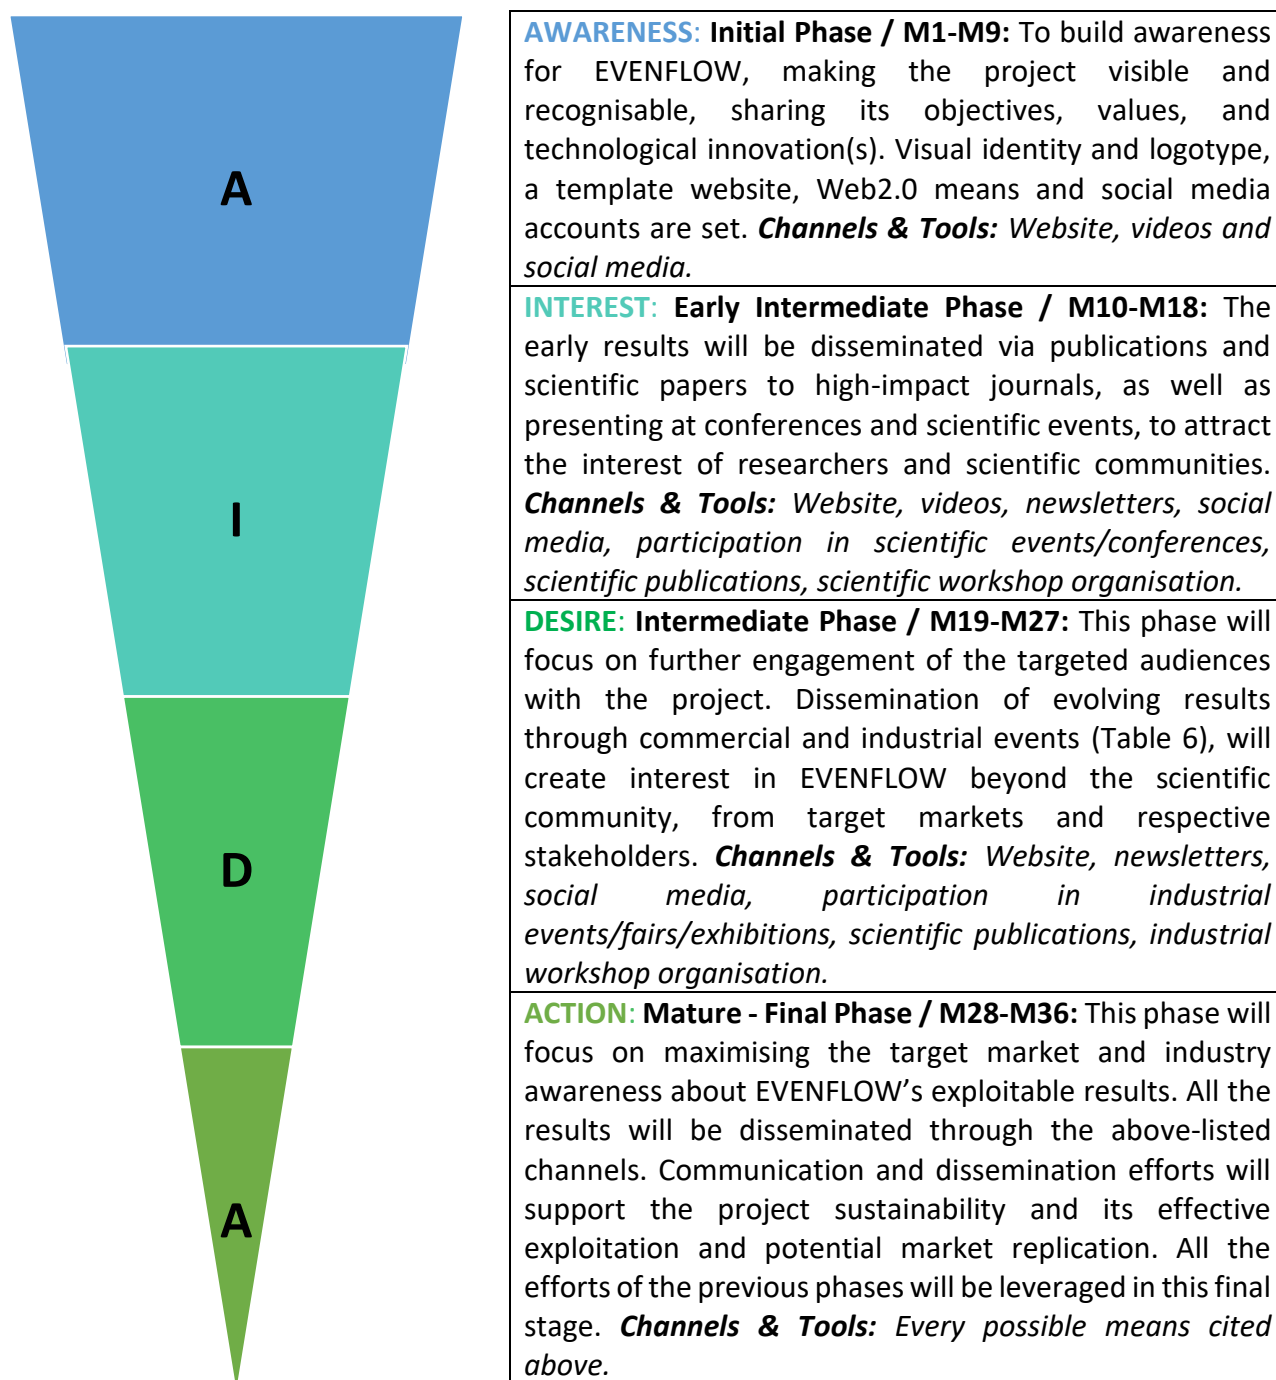 A
AWARENESS: Initial Phase / M1-M9: To build awareness
for EVENFLOW, making the project visible and
recognisable, sharing its objectives, values, and
technological innovation(s). Visual identity and logotype,
a template website, Web2.0 means and social media
accounts are set. Channels & Tools: Website, videos and
social media.
I
INTEREST: Early Intermediate Phase / M10-M18: The
early results will be disseminated via publications and
scientific papers to high-impact journals, as well as
presenting at conferences and scientific events, to attract
the interest of researchers and scientific communities.
Channels & Tools: Website, videos, newsletters, social
media, participation in scientific events/conferences,
scientific publications, scientific workshop organisation.
D
DESIRE: Intermediate Phase / M19-M27: This phase will
focus on further engagement of the targeted audiences
with the project. Dissemination of evolving results
through commercial and industrial events (Table 6), will
create interest in EVENFLOW beyond the scientific
community, from target markets and respective
stakeholders. Channels & Tools: Website, newsletters,
social media, participation in industrial
events/fairs/exhibitions, scientific publications, industrial
workshop organisation.
A
ACTION: Mature - Final Phase / M28-M36: This phase will
focus on maximising the target market and industry
awareness about EVENFLOW’s exploitable results. All the
results will be disseminated through the above-listed
channels. Communication and dissemination efforts will
support the project sustainability and its effective
exploitation and potential market replication. All the
efforts of the previous phases will be leveraged in this final
stage. Channels & Tools: Every possible means cited
above.